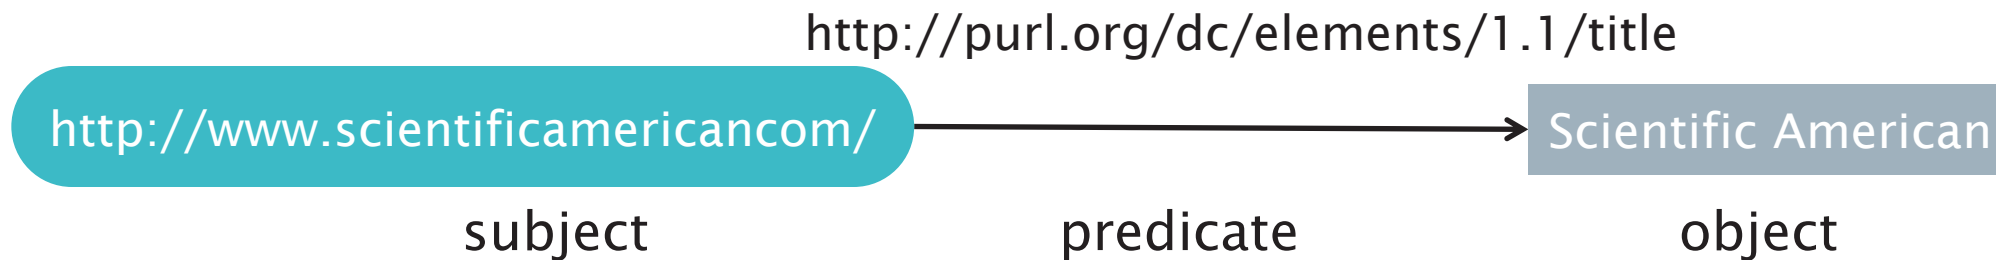 http://purl.org/dc/elements/1.1/title
http://www.scientificamericancom/
Scientific American
subject
predicate
object